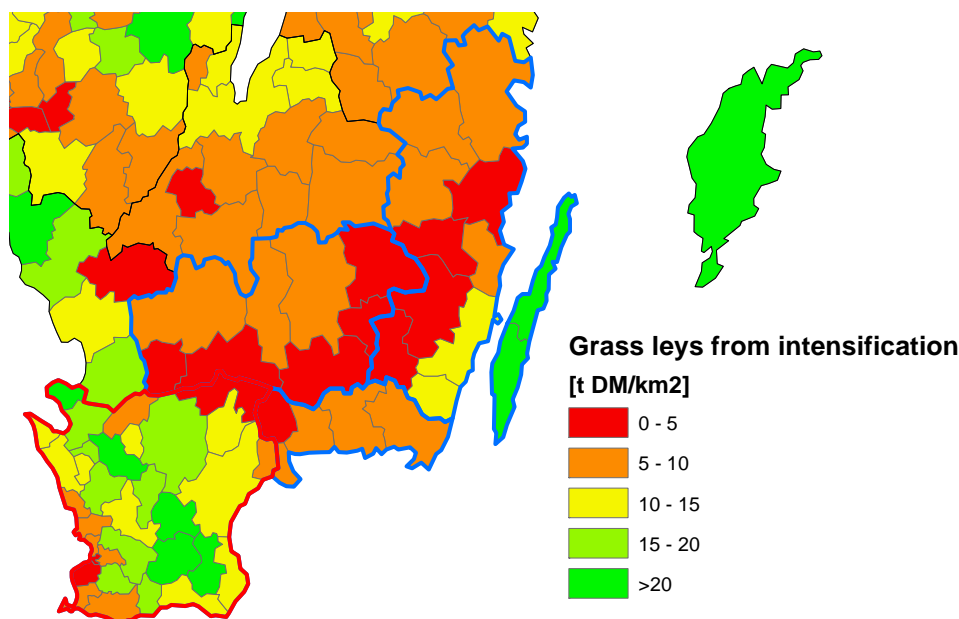 Grass leys from intensification
[t DM/km2]
0 - 5
5 - 10
10 - 15
15 - 20
>20